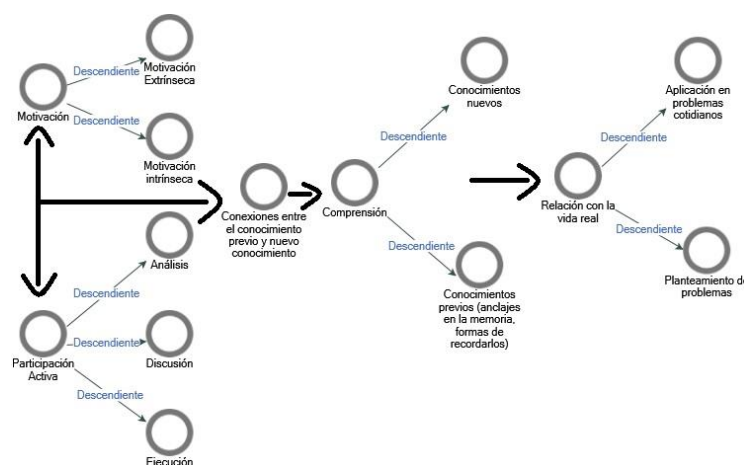 Descendiente
Motivación
Extrínseca
Motivación
Descendiente
Motivación
intrínseca
Conexiones entre
el conocimiento
previo y nuevo
conocimiento
Análisis
Descendiente
Participación
Activa
Descendiente
Discusión
Descendiente
Ejecución
Conocimientos
nuevos
Descendiente
Comprensión
Descendiente
Conocimientos
previos (anclajes
en la memoria,
formas de
recordarlos)
Aplicación en
problemas
cotidianos
Descendiente
Relación con la
vida real
Descendiente
Planteamiento de
problemas